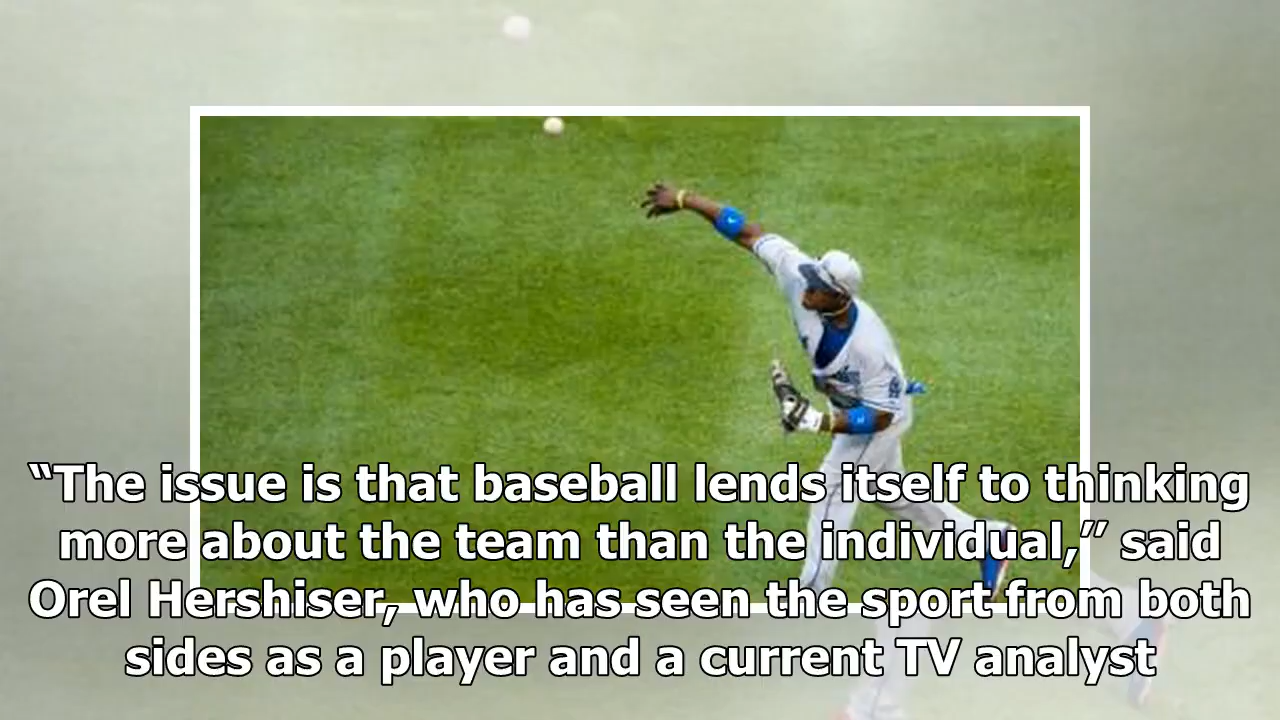 “The issue is that baseball lends itself to thinking
more about the team than the individual,” said
Orel Hershiser, who has seen the sport from both
sides as a player and a current TV analyst